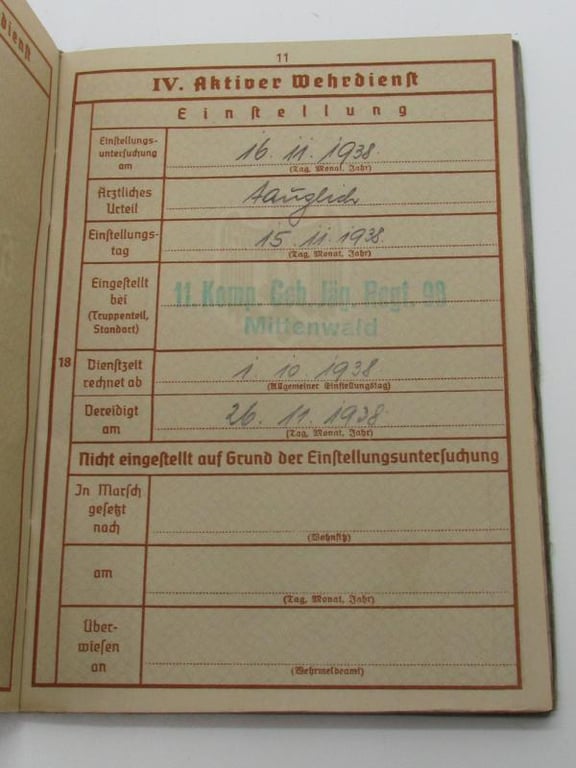 dienst
11
IV. Aktiver Wehrdienst
Einstellung
Einstellungs-
untersuchung
am
16. 11. 1938.
(Tag, Monat, Jahr)
Ärztliches
Urteil
tauglich
Einstellungs-
tag
15. 11. 1938.
(Tag, Monat, Jahr)
Eingestellt
bei
(Truppenteil,
Standort)
11. Komp. Geb. Jäg. Regt. 98
Mittenwald
18
Dienstzeit
rechnet ab
1. 10. 1938.
(Allgemeiner Einstellungstag)
Vereidigt
am
26. 11. 1938.
(Tag, Monat, Jahr)
Nicht eingestellt auf Grund der Einstellungsuntersuchung
In Marsch
gesetzt
nach
(Wohnsitz)
am
(Tag, Monat, Jahr)
Über-
wiesen
an
(Wehrmeldeamt)